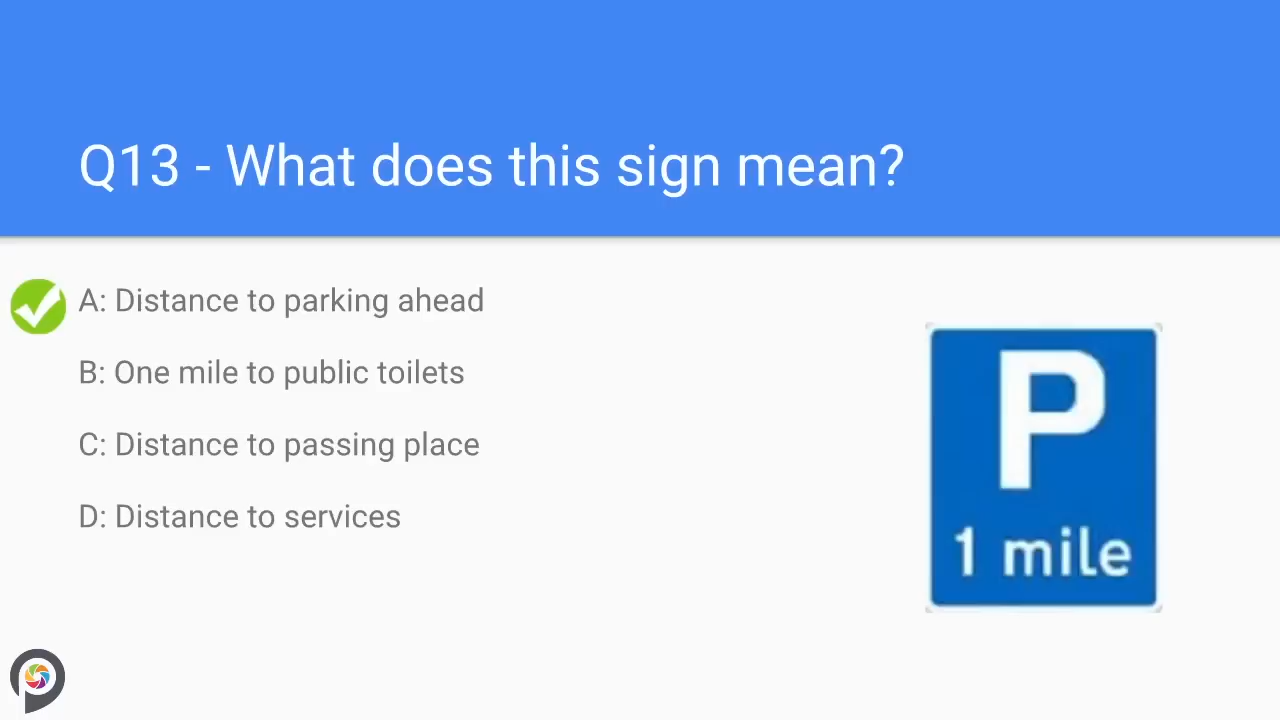 Q13 - What does this sign mean?
A: Distance to parking ahead
B: One mile to public toilets
C: Distance to passing place
D: Distance to services
P
1 mile